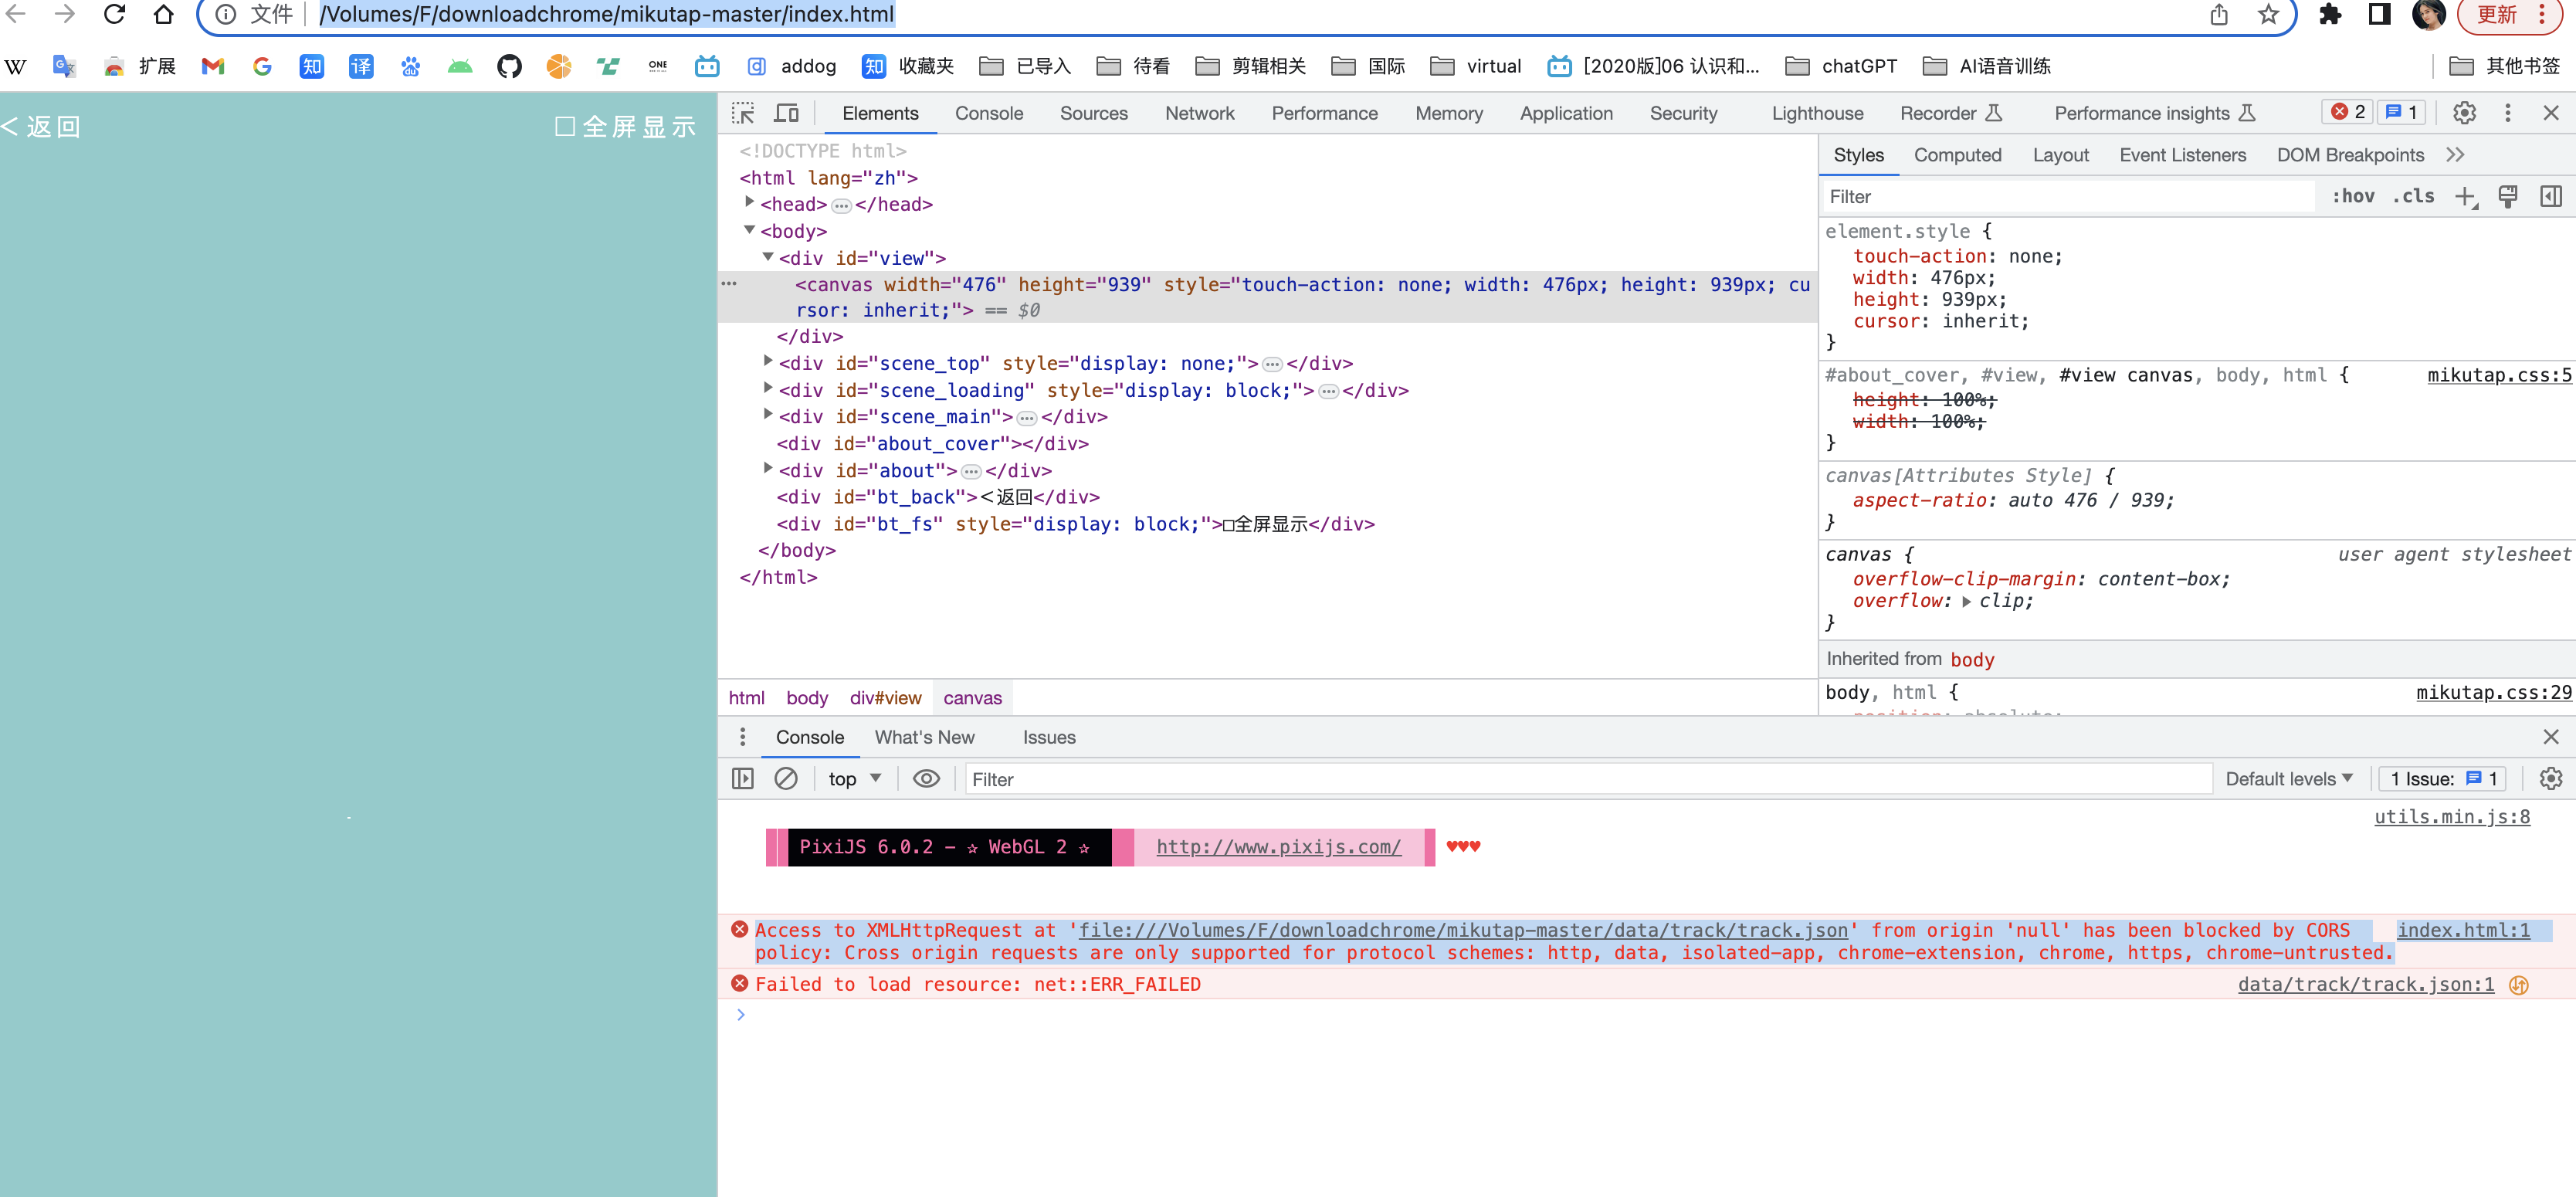 文件 /Volumes/F/downloadchrome/mikutap-master/index.html 更新
W 扩展 知 译 du ONE addog 知 收藏夹 已导入 待看 剪辑相关 国际 virtual [2020版]06 认识和... chatGPT AI语音训练 其他书签
< 返回
□全屏显示
Elements Console Sources Network Performance Memory Application Security Lighthouse Recorder Performance insights 2 1
<!DOCTYPE html>
<html lang="zh">
<head>…</head>
<body>
<div id="view">
<canvas width="476" height="939" style="touch-action: none; width: 476px; height: 939px; cu
rsor: inherit;"> == $0
</div>
<div id="scene_top" style="display: none;">…</div>
<div id="scene_loading" style="display: block;">…</div>
<div id="scene_main">…</div>
<div id="about_cover"></div>
<div id="about">…</div>
<div id="bt_back"><返回</div>
<div id="bt_fs" style="display: block;">□全屏显示</div>
</body>
</html>
html body div#view canvas
Styles Computed Layout Event Listeners DOM Breakpoints
Filter :hov .cls
element.style {
touch-action: none;
width: 476px;
height: 939px;
cursor: inherit;
}
#about_cover, #view, #view canvas, body, html { mikutap.css:5
height: 100%;
width: 100%;
}
canvas[Attributes Style] {
aspect-ratio: auto 476 / 939;
}
canvas { user agent stylesheet
overflow-clip-margin: content-box;
overflow: clip;
}
Inherited from body
body, html { mikutap.css:29
position: absolute;
Console What's New Issues
top Filter Default levels 1 Issue: 1
utils.min.js:8
PixiJS 6.0.2 - ✰ WebGL 2 ✰ http://www.pixijs.com/ ♥♥♥
Access to XMLHttpRequest at 'file:///Volumes/F/downloadchrome/mikutap-master/data/track/track.json' from origin 'null' has been blocked by CORS index.html:1
policy: Cross origin requests are only supported for protocol schemes: http, data, isolated-app, chrome-extension, chrome, https, chrome-untrusted.
Failed to load resource: net::ERR_FAILED data/track/track.json:1